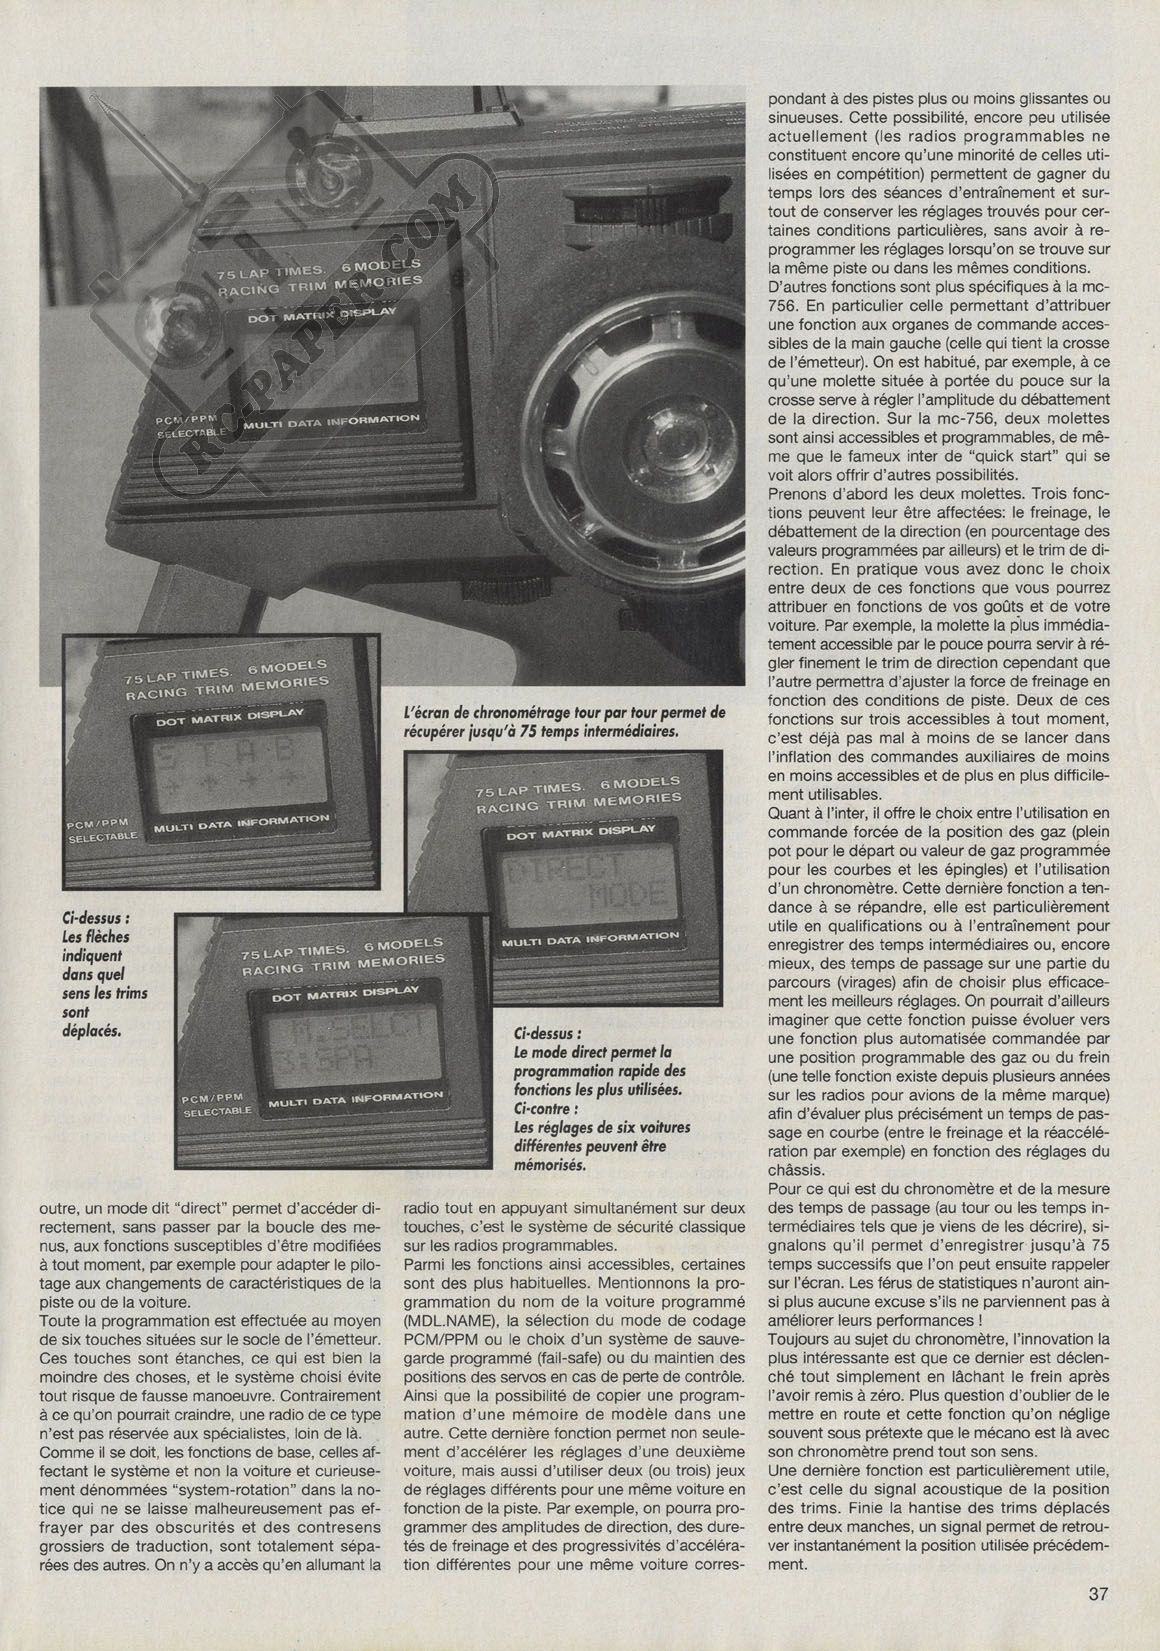 75 LAP TIMES. 6 MODELS
RACING TRIM MEMORIES
DOT MATRIX DISPLAY
PCM/PPM
SELECTABLE
MULTI DATA INFORMATION
RC-PAPER.COM
L'écran de chronométrage tour par tour permet de
récupérer jusqu'à 75 temps intermédiaires.
75 LAP TIMES. 6 MODELS
RACING TRIM MEMORIES
DOT MATRIX DISPLAY
S T A B
PCM/PPM
SELECTABLE
MULTI DATA INFORMATION
Ci-dessus :
Les flèches
indiquent
dans quel
sens les trims
sont
déplacés.
75 LAP TIMES. 6 MODELS
RACING TRIM MEMORIES
DOT MATRIX DISPLAY
DIRECT
MODE
MULTI DATA INFORMATION
75 LAP TIMES. 6 MODELS
RACING TRIM MEMORIES
DOT MATRIX DISPLAY
M.SELECT
PCM/PPM
SELECTABLE
MULTI DATA INFORMATION
Ci-dessus :
Le mode direct permet la
programmation rapide des
fonctions les plus utilisées.
Ci-contre :
Les réglages de six voitures
différentes peuvent être
mémorisés.
outre, un mode dit “direct” permet d'accéder di-
rectement, sans passer par la boucle des me-
nus, aux fonctions susceptibles d'être modifiées
à tout moment, par exemple pour adapter le pilo-
tage aux changements de caractéristiques de la
piste ou de la voiture.
Toute la programmation est effectuée au moyen
de six touches situées sur le socle de l'émetteur.
Ces touches sont étanches, ce qui est bien la
moindre des choses, et le système choisi évite
tout risque de fausse manoeuvre. Contrairement
à ce qu'on pourrait craindre, une radio de ce type
n'est pas réservée aux spécialistes, loin de là.
Comme il se doit, les fonctions de base, celles af-
fectant le système et non la voiture et curieuse-
ment dénommées “system-rotation” dans la no-
tice qui ne se laisse malheureusement pas ef-
frayer par des obscurités et des contresens
grossiers de traduction, sont totalement sépa-
rées des autres. On n'y a accès qu'en allumant la
radio tout en appuyant simultanément sur deux
touches, c'est le système de sécurité classique
sur les radios programmables.
Parmi les fonctions ainsi accessibles, certaines
sont des plus habituelles. Mentionnons la pro-
grammation du nom de la voiture programmé
(MDL.NAME), la sélection du mode de codage
PCM/PPM ou le choix d'un système de sauve-
garde programmé (fail-safe) ou du maintien des
positions des servos en cas de perte de contrôle.
Ainsi que la possibilité de copier une program-
mation d'une mémoire de modèle dans une
autre. Cette dernière fonction permet non seule-
ment d'accélérer les réglages d'une deuxième
voiture, mais aussi d'utiliser deux (ou trois) jeux
de réglages différents pour une même voiture en
fonction de la piste. Par exemple, on pourra pro-
grammer des amplitudes de direction, des dure-
tés de freinage et des progressivités d'accéléra-
tion différentes pour une même voiture corres-
pondant à des pistes plus ou moins glissantes ou
sinueuses. Cette possibilité, encore peu utilisée
actuellement (les radios programmables ne
constituent encore qu'une minorité de celles uti-
lisées en compétition) permettent de gagner du
temps lors des séances d'entraînement et sur-
tout de conserver les réglages trouvés pour cer-
taines conditions particulières, sans avoir à re-
programmer les réglages lorsqu'on se trouve sur
la même piste ou dans les mêmes conditions.
D'autres fonctions sont plus spécifiques à la mc-
756. En particulier celle permettant d'attribuer
une fonction aux organes de commande acces-
sibles de la main gauche (celle qui tient la crosse
de l'émetteur). On est habitué, par exemple, à ce
qu'une molette située à portée du pouce sur la
crosse serve à régler l'amplitude du débattement
de la direction. Sur la mc-756, deux molettes
sont ainsi accessibles et programmables, de mê-
me que le fameux inter de “quick start” qui se
voit alors offrir d'autres possibilités.
Prenons d'abord les deux molettes. Trois fonc-
tions peuvent leur être affectées: le freinage, le
débattement de la direction (en pourcentage des
valeurs programmées par ailleurs) et le trim de di-
rection. En pratique vous avez donc le choix
entre deux de ces fonctions que vous pourrez
attribuer en fonctions de vos goûts et de votre
voiture. Par exemple, la molette la plus immédia-
tement accessible par le pouce pourra servir à ré-
gler finement le trim de direction cependant que
l'autre permettra d'ajuster la force de freinage en
fonction des conditions de piste. Deux de ces
fonctions sur trois accessibles à tout moment,
c'est déjà pas mal à moins de se lancer dans
l'inflation des commandes auxiliaires de moins
en moins accessibles et de plus en plus difficile-
ment utilisables.
Quant à l'inter, il offre le choix entre l'utilisation en
commande forcée de la position des gaz (plein
pot pour le départ ou valeur de gaz programmée
pour les courbes et les épingles) et l'utilisation
d'un chronomètre. Cette dernière fonction a ten-
dance à se répandre, elle est particulièrement
utile en qualifications ou à l'entraînement pour
enregistrer des temps intermédiaires ou, encore
mieux, des temps de passage sur une partie du
parcours (virages) afin de choisir plus efficace-
ment les meilleurs réglages. On pourrait d'ailleurs
imaginer que cette fonction puisse évoluer vers
une fonction plus automatisée commandée par
une position programmable des gaz ou du frein
(une telle fonction existe depuis plusieurs années
sur les radios pour avions de la même marque)
afin d'évaluer plus précisément un temps de pas-
sage en courbe (entre le freinage et la réaccélé-
ration par exemple) en fonction des réglages du
châssis.
Pour ce qui est du chronomètre et de la mesure
des temps de passage (au tour ou les temps in-
termédiaires tels que je viens de les décrire), si-
gnalons qu'il permet d'enregistrer jusqu'à 75
temps successifs que l'on peut ensuite rappeler
sur l'écran. Les férus de statistiques n'auront ain-
si plus aucune excuse s'ils ne parviennent pas à
améliorer leurs performances !
Toujours au sujet du chronomètre, l'innovation la
plus intéressante est que ce dernier est déclen-
ché tout simplement en lâchant le frein après
l'avoir remis à zéro. Plus question d'oublier de le
mettre en route et cette fonction qu'on néglige
souvent sous prétexte que le mécano est là avec
son chronomètre prend tout son sens.
Une dernière fonction est particulièrement utile,
c'est celle du signal acoustique de la position
des trims. Finie la hantise des trims déplacés
entre deux manches, un signal permet de retrou-
ver instantanément la position utilisée précédem-
ment.
37